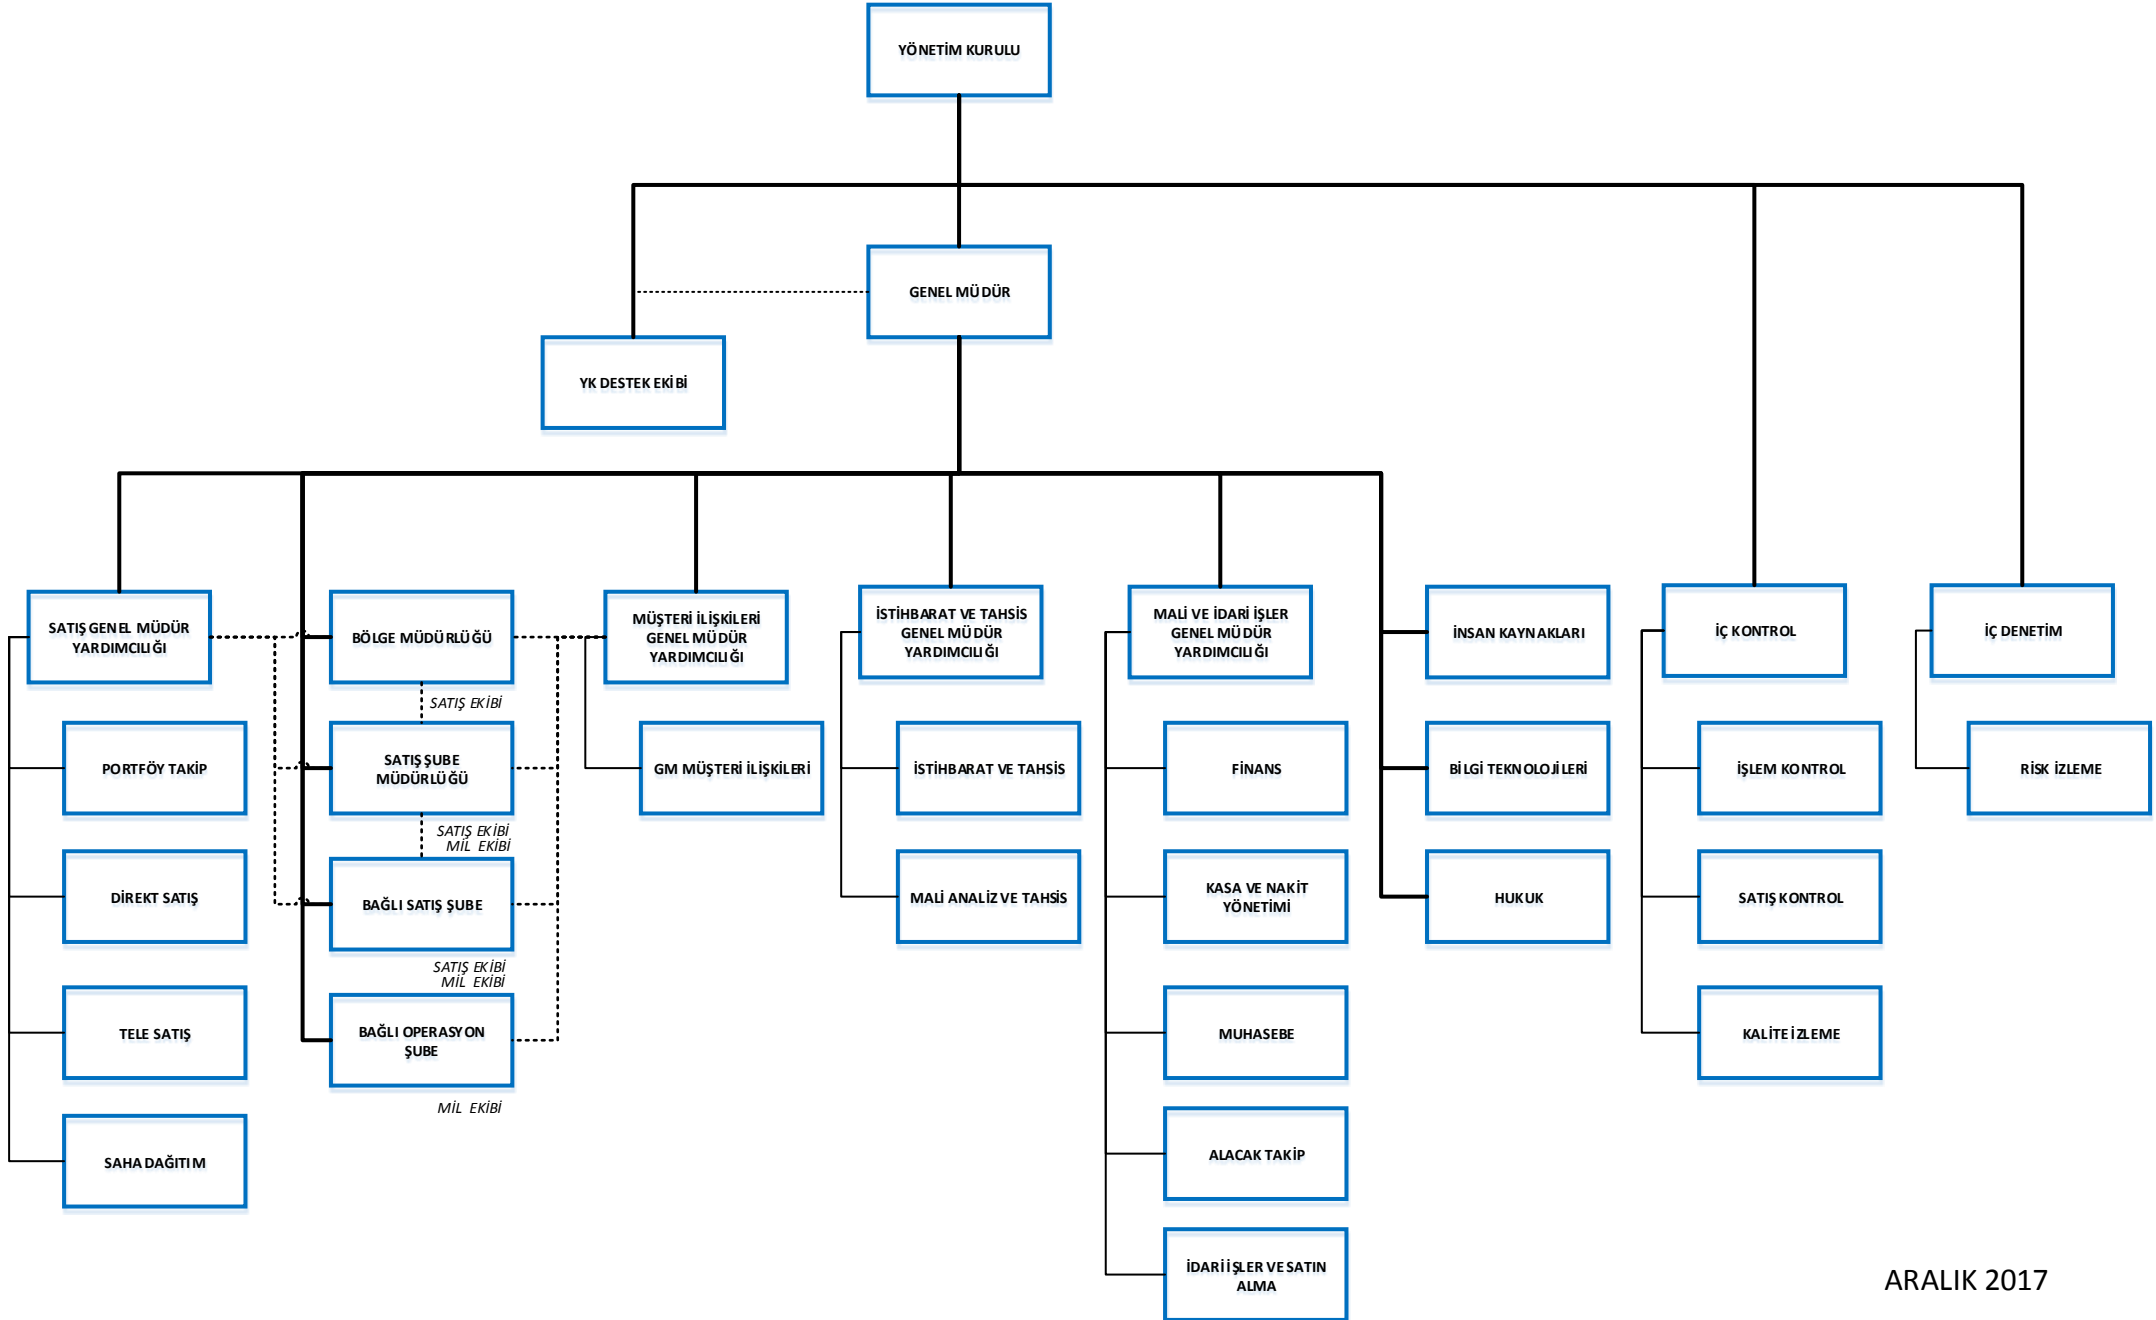 YÖNETİM KURULU
GENEL MÜDÜR
YK DESTEK EKİBİ
SATIŞ GENEL MÜDÜR
YARDIMCILIĞI
PORTFÖY TAKİP
DİREKT SATIŞ
TELE SATIŞ
SAHA DAĞITIM
BÖLGE MÜDÜRLÜĞÜ
SATIŞ EKİBİ
SATIŞ ŞUBE
MÜDÜRLÜĞÜ
SATIŞ EKİBİ
MIL EKİBİ
BAĞLI SATIŞ ŞUBE
SATIŞ EKİBİ
MİL EKİBİ
BAĞLI OPERASYON
ŞUBE
MİL EKİBİ
MÜŞTERİ İLİŞKİLERİ
GENEL MÜDÜR
YARDIMCILIĞI
GM MÜŞTERİ İLİŞKİLERİ
İSTİHBARAT VE TAHSİS
GENEL MÜDÜR
YARDIMCILIĞI
İSTİHBARAT VE TAHSİS
MALİ ANALİZ VE TAHSİS
MALİ VE İDARİ İŞLER
GENEL MÜDÜR
YARDIMCILIĞI
FİNANS
KASA VE NAKİT
YÖNETİMİ
MUHASEBE
ALACAK TAKİP
İDARİ İŞLER VE SATIN
ALMA
İNSAN KAYNAKLARI
BİLGİ TEKNOLOJİLERİ
HUKUK
İÇ KONTROL
İŞLEM KONTROL
SATIŞ KONTROL
KALİTE İZLEME
İÇ DENETİM
RİSK İZLEME
ARALIK 2017